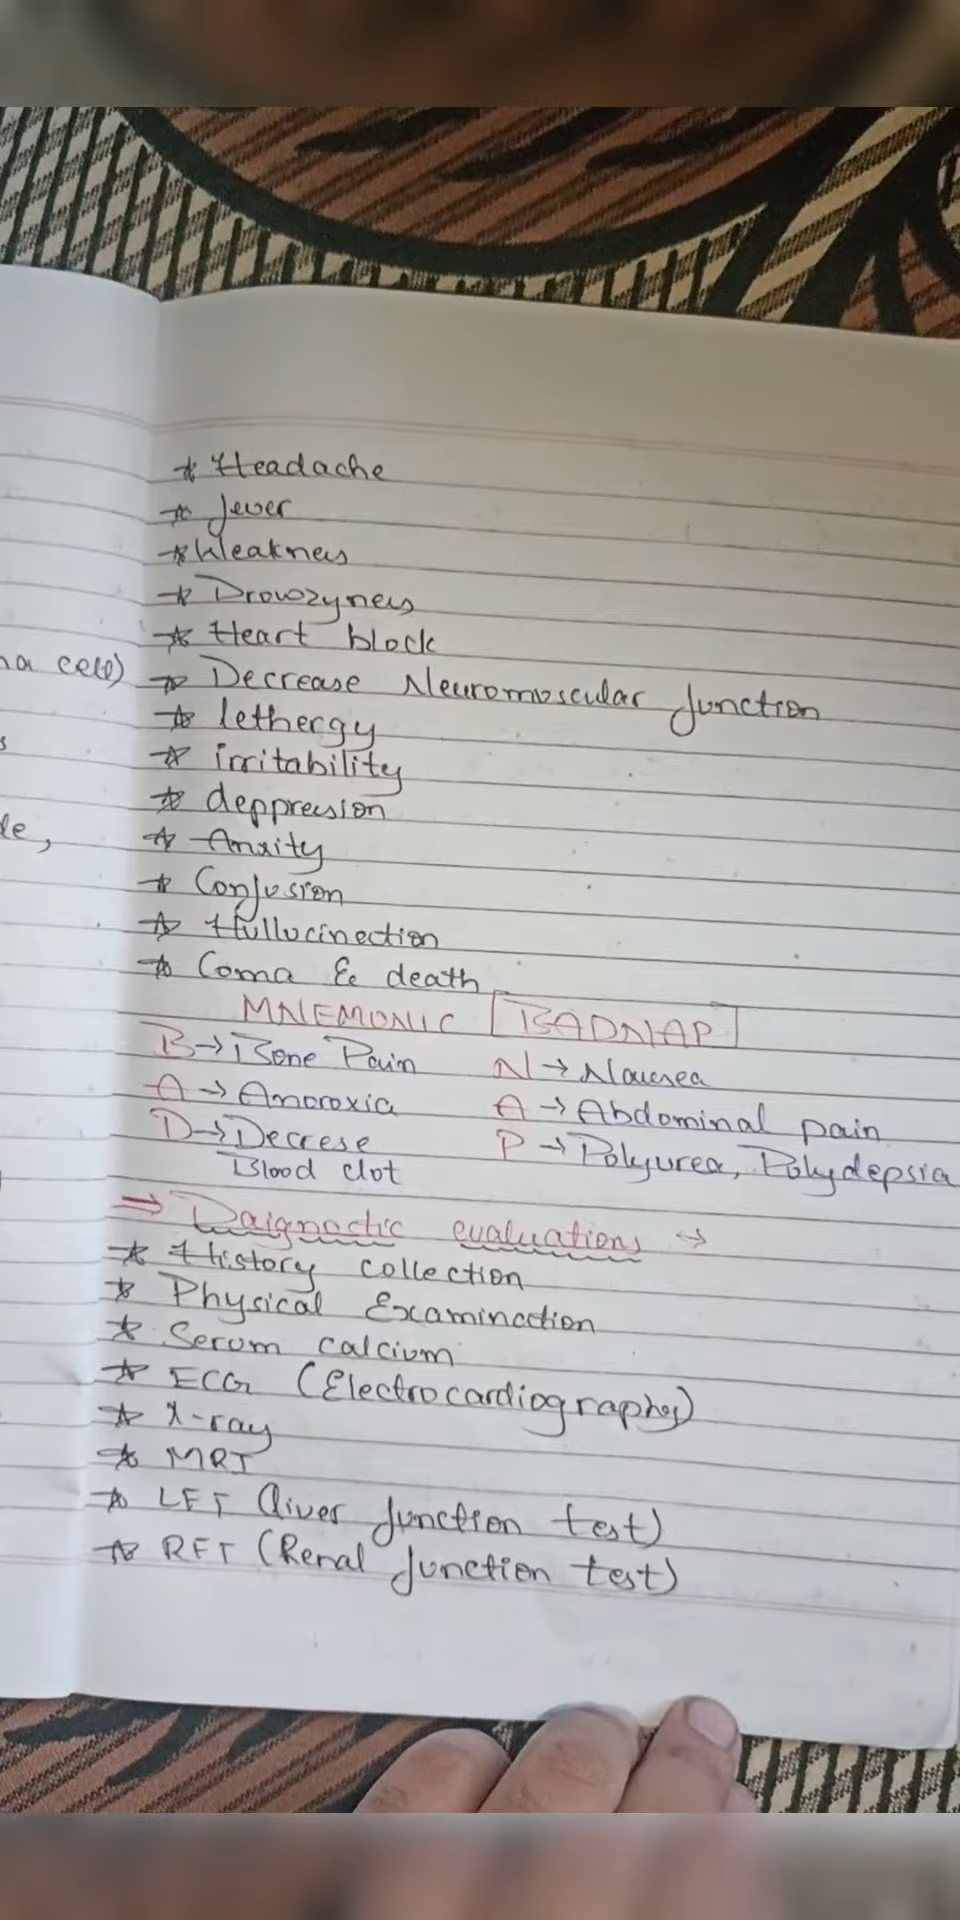 * Headache
* fever
* Weakness
* Drowzyness
* Heart block
na cell)
* Decrease Neuromuscular function
* lethergy
s
* irritability
* deppression
le,
* Anxity
* Confusion
* Hullucinection
* Coma & death
MNEMONIC BADNAP
B → Bone Pain N → Nausea
A → Anoroxia A → Abdominal pain
D → Decrese P → Polyurea, Polydepsia
Blood clot
⇒ Daignostic evaluations →
* History collection
* Physical Examination
* Serum calcium
* ECG (Electrocardiography)
* X-ray
* MRI
* LFT (liver function test)
* RFT (Renal function test)